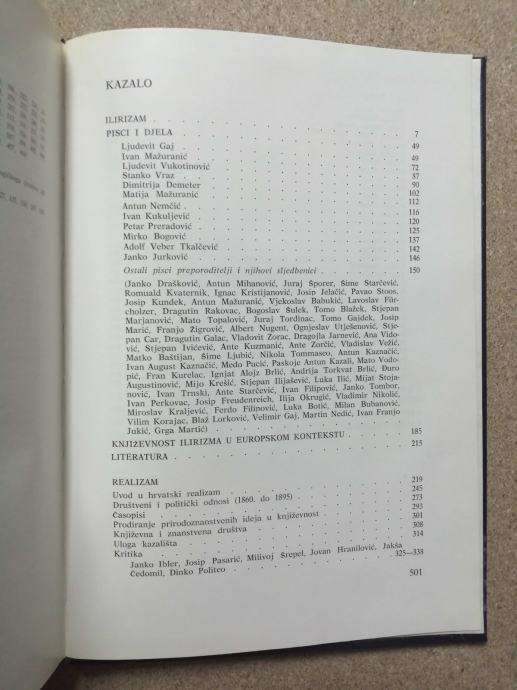 KAZALO
ILIRIZAM
PISCI I DJELA 7
Ljudevit Gaj 49
Ivan Mažuranić 49
Ljudevit Vukotinović 72
Stanko Vraz 87
Dimitrija Demeter 90
Matija Mažuranić 102
Antun Nemčić 112
Ivan Kukuljević 116
Petar Preradović 120
Mirko Bogović 125
Adolf Veber Tkalčević 137
Janko Jurković 142
146
Ostali pisci preporoditelji i njihovi sljedbenici 150
(Janko Drašković, Antun Mihanović, Juraj Šporer, Šime Starčević,
Romuald Kvaternik, Ignac Kristijanović, Josip Jelačić, Pavao Stoos,
Josip Kundek, Antun Mažuranić, Vjekoslav Babukić, Lavoslav Für-
cholzer, Dragutin Rakovac, Bogoslav Šulek, Tomo Blažek, Stjepan
Marjanović, Mato Topalović, Juraj Tordinac, Tomo Gajdek, Josip
Marić, Franjo Žigrović, Albert Nugent, Ognjeslav Utješenović, Stje-
pan Car, Dragutin Galac, Vladovit Zorac, Dragojla Jarnević, Ana Vido-
vić, Stjepan Ivičević, Ante Kuzmanić, Ante Zorčić, Vladislav Vežić,
Matko Baštijan, Šime Ljubić, Nikola Tommaseo, Antun Kaznačić,
Ivan August Kaznačić, Medo Pucić, Paskoje Antun Kazali, Mato Vodo-
pić, Fran Kurelac, Ignjat Alojz Brlić, Andrija Torkvat Brlić, Đuro
Augustinović, Mijo Krešić, Stjepan Ilijašević, Luka Ilić, Mijat Stoja-
nović, Ivan Trnski, Ante Starčević, Ivan Filipović, Janko Tombor,
Ivan Perkovac, Josip Freudenreich, Ilija Okrugić, Vladimir Nikolić,
Miroslav Kraljević, Ferdo Filipović, Luka Botić, Milan Bubanović,
Vilim Korajac, Blaž Lorković, Velimir Gaj, Martin Nedić, Ivan Franjo
Jukić, Grga Martić)
KNJIŽEVNOST ILIRIZMA U EUROPSKOM KONTEKSTU 185
LITERATURA 215
REALIZAM 219
Uvod u hrvatski realizam 245
Društveni i politički odnosi (1860. do 1895) 273
Časopisi 293
Prodiranje prirodoznanstvenih ideja u književnost 301
Književna i znanstvena društva 308
Uloga kazališta 314
Kritika
Janko Ibler, Josip Pasarić, Milivoj Šrepel, Jovan Hranilović, Jakša
Čedomil, Dinko Politeo 325—338
501